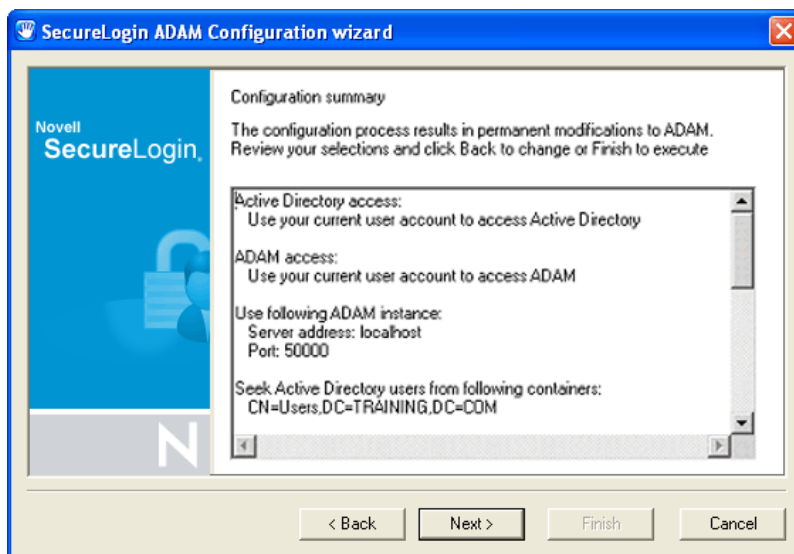 SecureLogin ADAM Configuration wizard
Novell
SecureLogin.
Configuration summary
The configuration process results in permanent modifications to ADAM.
Review your selections and click Back to change or Finish to execute
Active Directory access:
Use your current user account to access Active Directory
ADAM access:
Use your current user account to access ADAM
Use following ADAM instance:
Server address: localhost
Port: 50000
Seek Active Directory users from following containers:
CN=Users,DC=TRAINING,DC=COM
N
< Back
Next >
Finish
Cancel